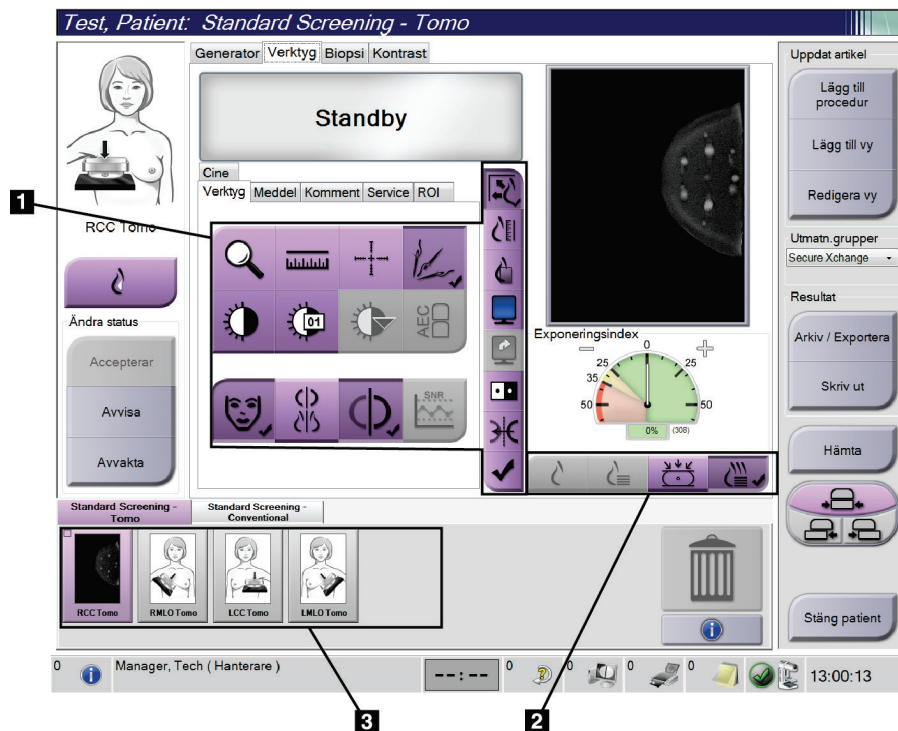 Test, Patient: Standard Screening - Tomo
Generator Verktyg Biopsi Kontrast
Uppdat artikel
Lägg till procedur
Lägg till vy
Redigera vy
Standby
Cine
Verktyg Meddel Komment Service ROI
1
RCC Tomo
Utmatn.grupper
Secure Xchange
01
AEC
SNR
Ändra status
Accepterar
Avvisa
Avvakta
Resultat
Arkiv / Exportera
Skriv ut
Exponeringsindex
0
25 25
35
50 50
0% (308)
Hämta
Standard Screening - Tomo
Standard Screening - Conventional
RCC Tomo
RMLO Tomo
LCC Tomo
LMLO Tomo
Stäng patient
0 Manager, Tech ( Hanterare ) --:-- 0 0 0 0 13:00:13
3 2